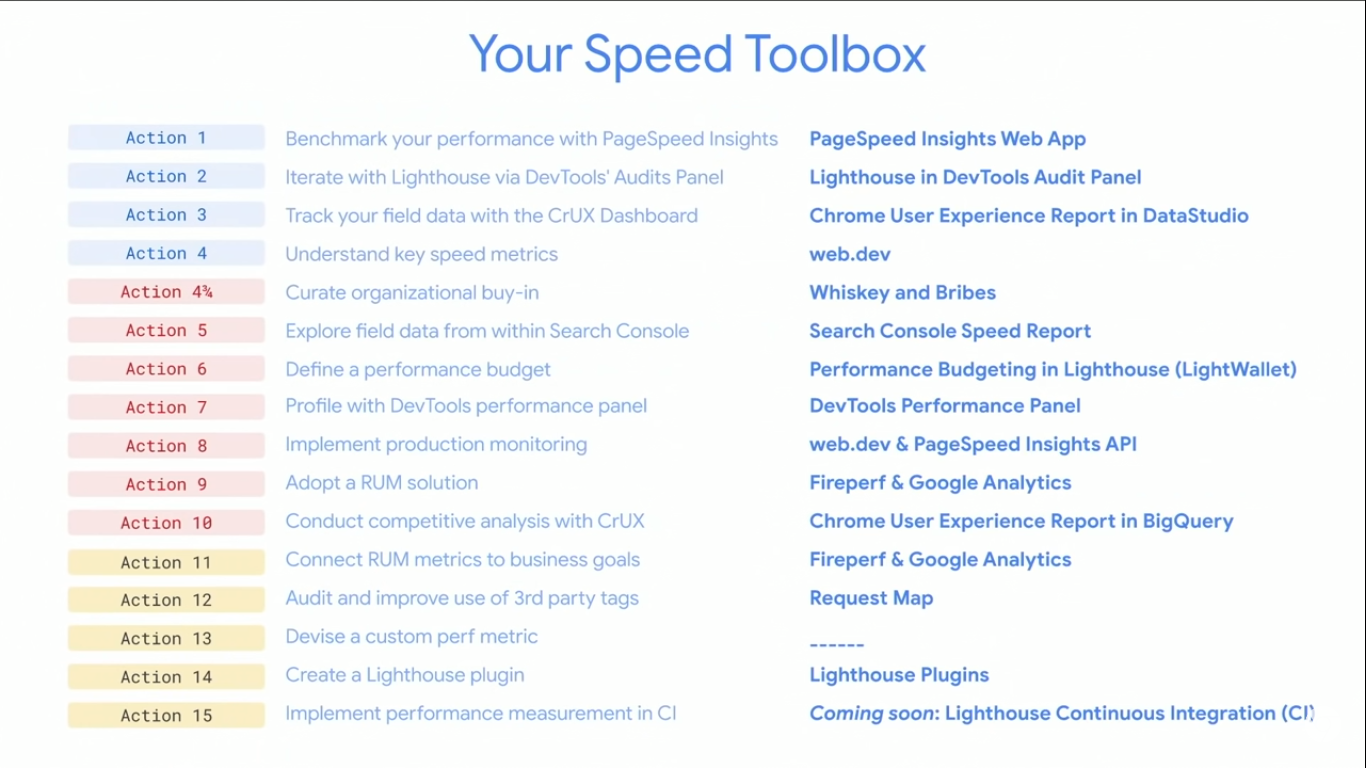 Your Speed Toolbox
Action 1 Benchmark your performance with PageSpeed Insights PageSpeed Insights Web App
Action 2 Iterate with Lighthouse via DevTools' Audits Panel Lighthouse in DevTools Audit Panel
Action 3 Track your field data with the CrUX Dashboard Chrome User Experience Report in DataStudio
Action 4 Understand key speed metrics web.dev
Action 4¾ Curate organizational buy-in Whiskey and Bribes
Action 5 Explore field data from within Search Console Search Console Speed Report
Action 6 Define a performance budget Performance Budgeting in Lighthouse (LightWallet)
Action 7 Profile with DevTools performance panel DevTools Performance Panel
Action 8 Implement production monitoring web.dev & PageSpeed Insights API
Action 9 Adopt a RUM solution Fireperf & Google Analytics
Action 10 Conduct competitive analysis with CrUX Chrome User Experience Report in BigQuery
Action 11 Connect RUM metrics to business goals Fireperf & Google Analytics
Action 12 Audit and improve use of 3rd party tags Request Map
Action 13 Devise a custom perf metric ------
Action 14 Create a Lighthouse plugin Lighthouse Plugins
Action 15 Implement performance measurement in CI Coming soon: Lighthouse Continuous Integration (CI)